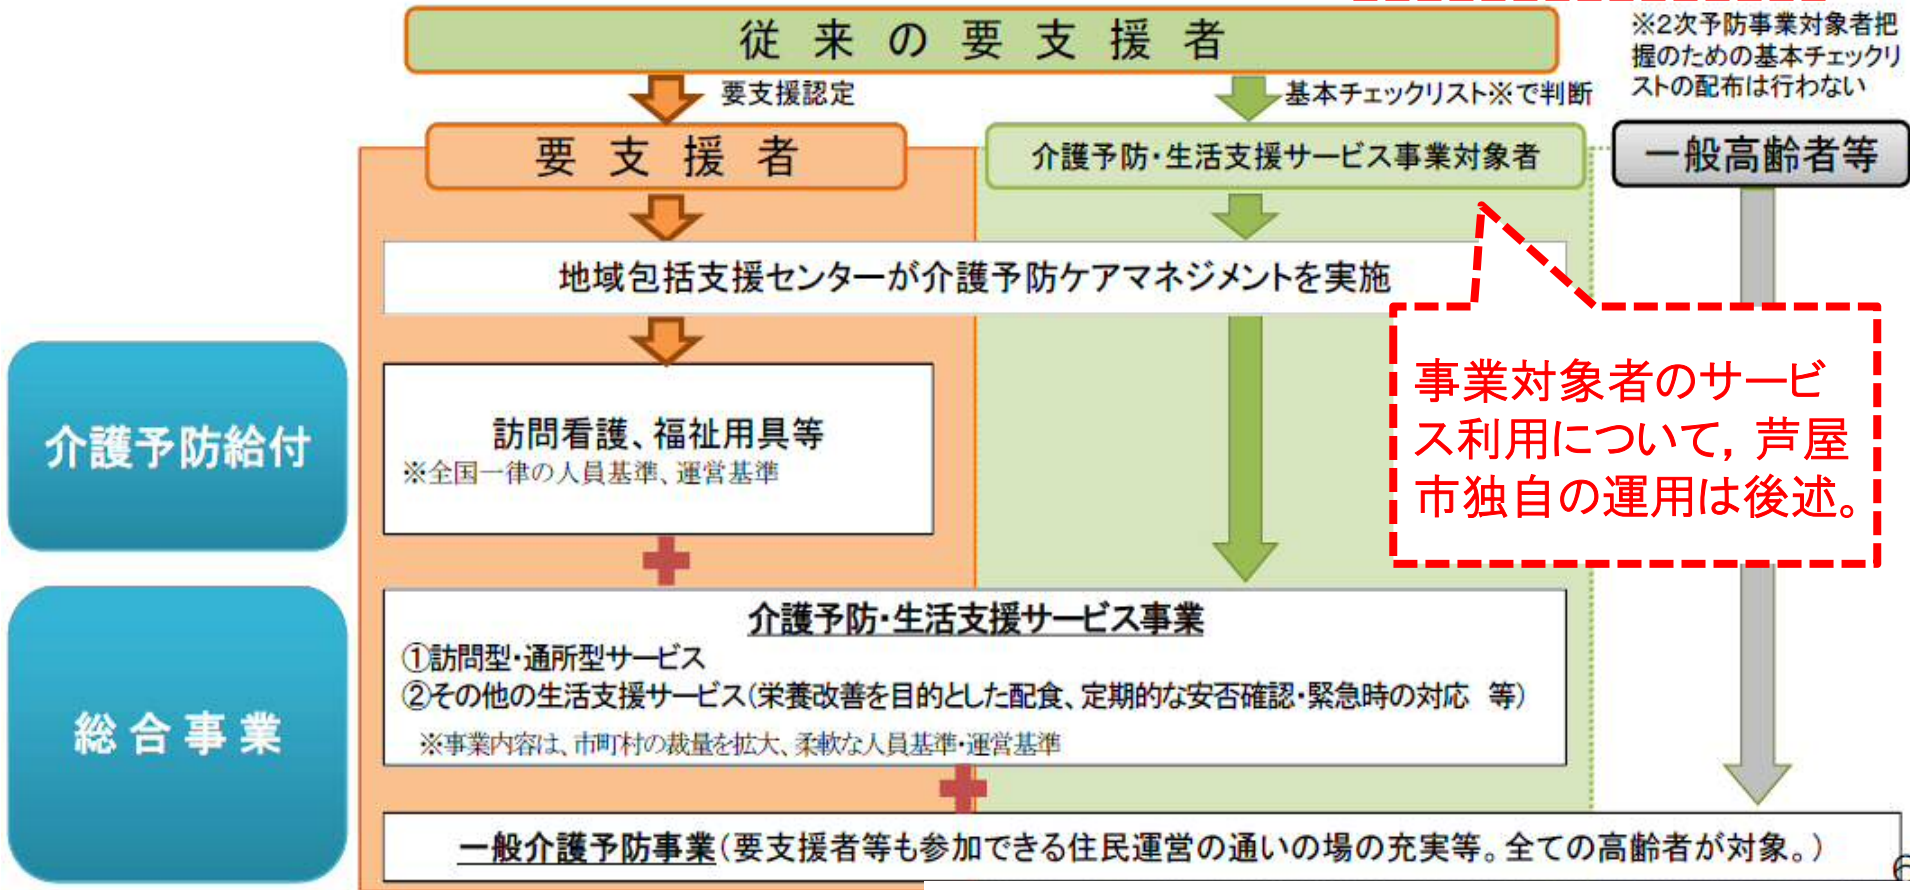 従来の要支援者
※2次予防事業対象者把
握のための基本チェックリ
ストの配布は行わない
要支援認定
基本チェックリスト※で判断
要支援者
介護予防・生活支援サービス事業対象者
一般高齢者等
地域包括支援センターが介護予防ケアマネジメントを実施
事業対象者のサービ
ス利用について,芦屋
市独自の運用は後述。
介護予防給付
訪問看護、福祉用具等
※全国一律の人員基準、運営基準
総合事業
介護予防・生活支援サービス事業
①訪問型・通所型サービス
②その他の生活支援サービス(栄養改善を目的とした配食、定期的な安否確認・緊急時の対応 等)
※事業内容は、市町村の裁量を拡大、柔軟な人員基準・運営基準
一般介護予防事業(要支援者等も参加できる住民運営の通いの場の充実等。全ての高齢者が対象。)
6